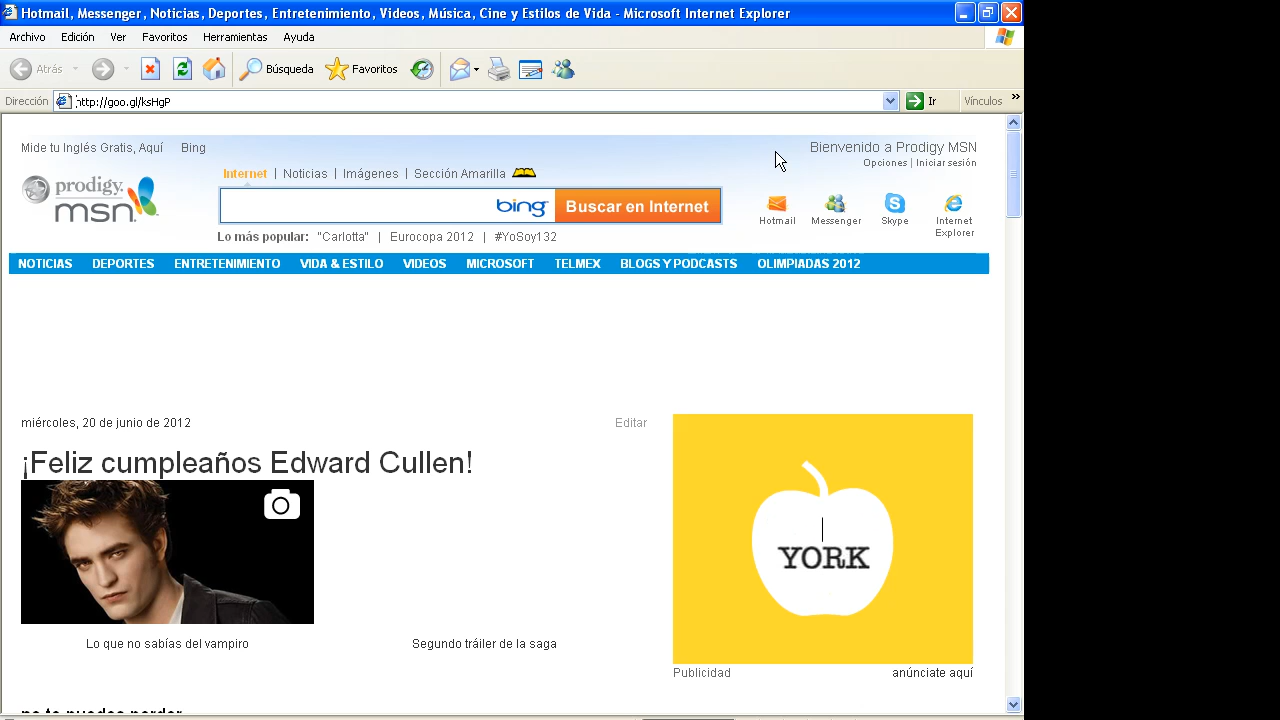 Hotmail, Messenger, Noticias, Deportes, Entretenimiento, Videos, Música, Cine y Estilos de Vida - Microsoft Internet Explorer
Archivo Edición Ver Favoritos Herramientas Ayuda
Atrás Búsqueda Favoritos
Dirección http://goo.gl/ksHgP Ir Vínculos »
Mide tu Inglés Gratis, Aquí Bing Bienvenido a Prodigy MSN
Opciones | Iniciar sesión
Internet | Noticias | Imágenes | Sección Amarilla
prodigy. msn. bing Buscar en Internet
Hotmail Messenger Skype Internet Explorer
Lo más popular: "Carlotta" | Eurocopa 2012 | #YoSoy132
NOTICIAS DEPORTES ENTRETENIMIENTO VIDA & ESTILO VIDEOS MICROSOFT TELMEX BLOGS Y PODCASTS OLIMPIADAS 2012
miércoles, 20 de junio de 2012 Editar
¡Feliz cumpleaños Edward Cullen!
YORK
Lo que no sabías del vampiro Segundo tráiler de la saga
Publicidad anúnciate aquí